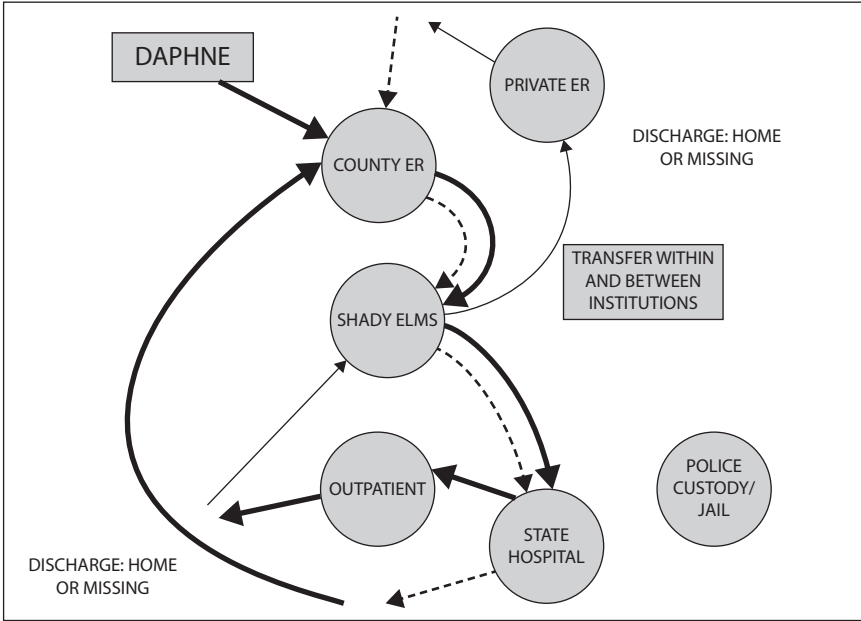 DAPHNE
PRIVATE ER
DISCHARGE: HOME
OR MISSING
COUNTY ER
TRANSFER WITHIN
AND BETWEEN
INSTITUTIONS
SHADY ELMS
OUTPATIENT
POLICE
CUSTODY/
JAIL
STATE
HOSPITAL
DISCHARGE: HOME
OR MISSING